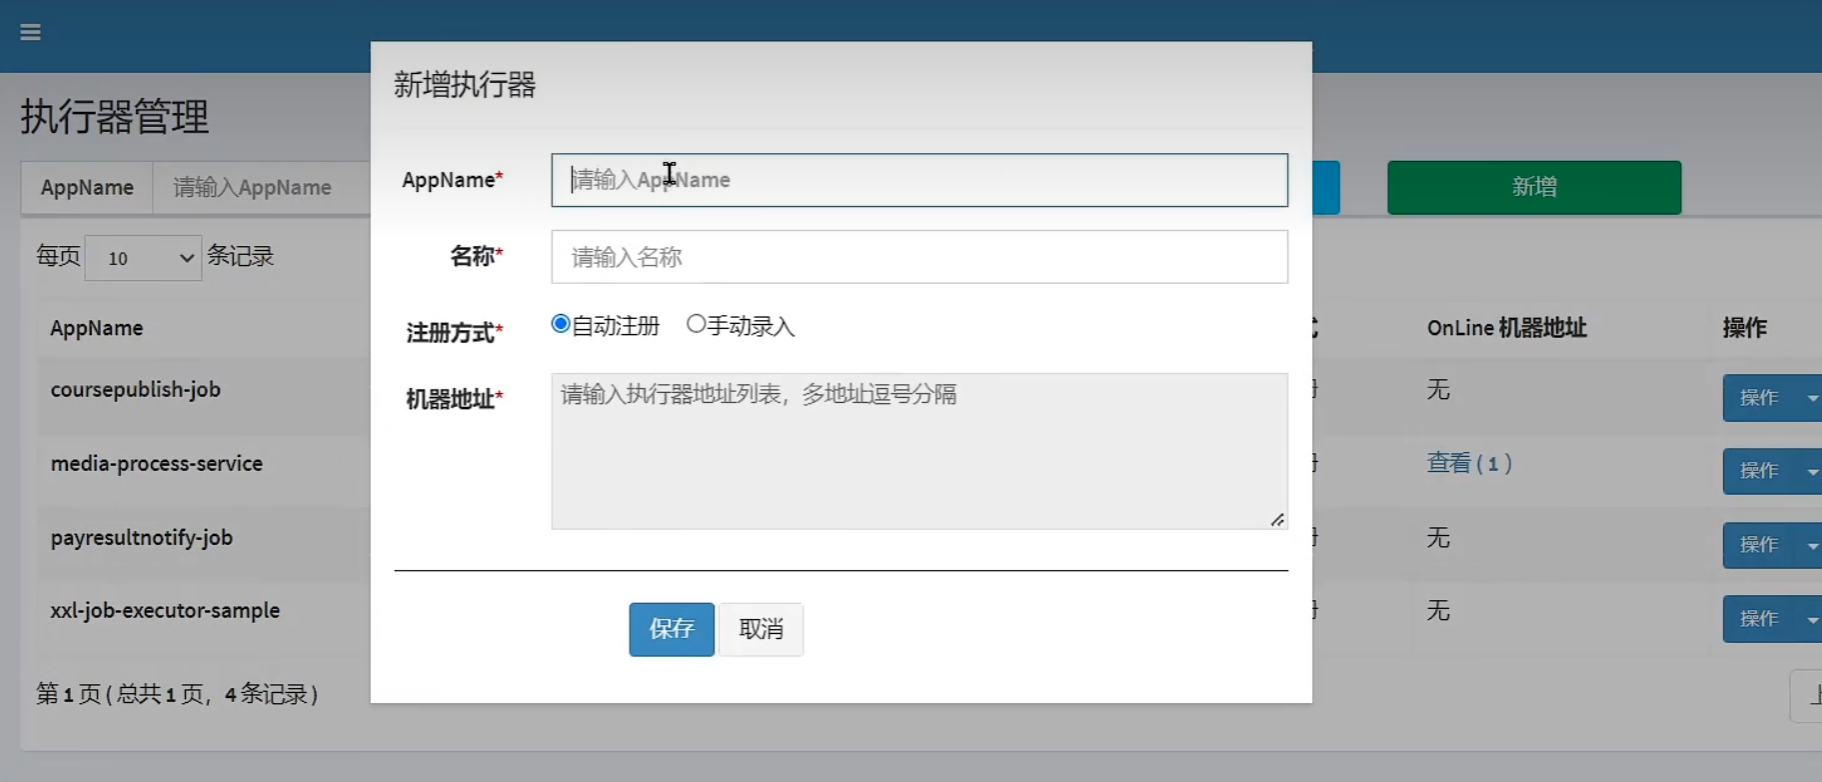 执行器管理
AppName
请输入AppName
新增
每页 10 条记录
AppName
OnLine 机器地址
操作
coursepublish-job
无
操作
media-process-service
查看 ( 1 )
操作
payresultnotify-job
无
操作
xxl-job-executor-sample
无
操作
第 1 页 ( 总共 1 页，4 条记录 )
新增执行器
AppName*
请输入AppName
名称*
请输入名称
注册方式*
自动注册 手动录入
机器地址*
请输入执行器地址列表，多地址逗号分隔
保存
取消